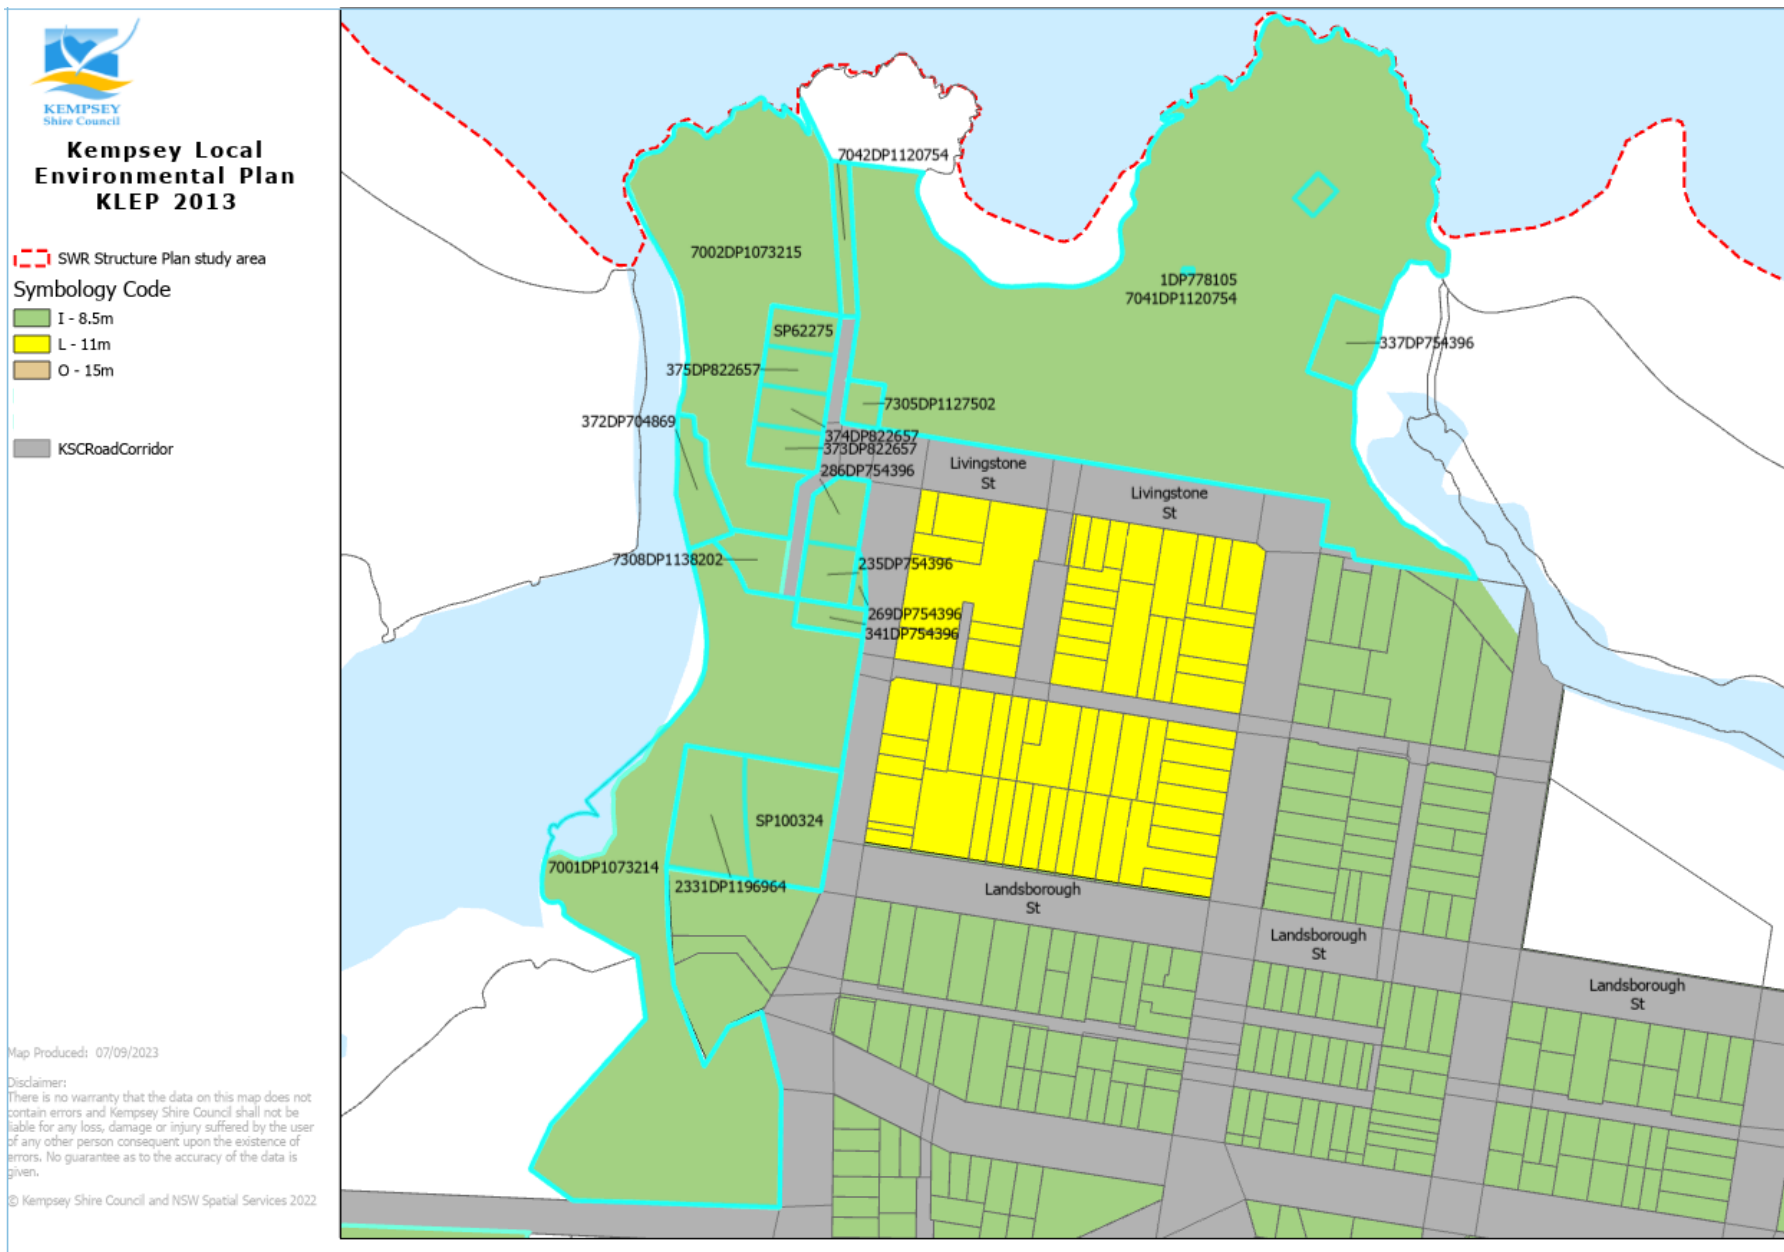 KEMPSEY
Shire Council
Kempsey Local
Environmental Plan
KLEP 2013
SWR Structure Plan study area
Symbology Code
I - 8.5m
L - 11m
O - 15m
KSCRoadCorridor
Map Produced: 07/09/2023
Disclaimer:
There is no warranty that the data on this map does not
contain errors and Kempsey Shire Council shall not be
liable for any loss, damage or injury suffered by the user
of any other person consequent upon the existence of
errors. No guarantee as to the accuracy of the data is
given.
© Kempsey Shire Council and NSW Spatial Services 2022
7042DP1120754
7002DP1073215
1DP778105
7041DP1120754
SP62275
337DP754396
375DP822657
7305DP1127502
372DP704869
374DP822657
373DP822657
286DP754396
Livingstone
St
Livingstone
St
7308DP1138202
235DP754396
269DP754396
341DP754396
SP100324
7001DP1073214
2331DP1196964
Landsborough
St
Landsborough
St
Landsborough
St